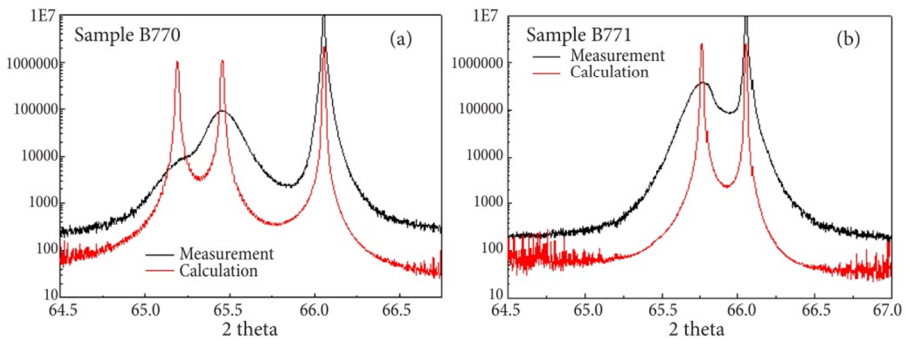 1E7
Sample B770
(a)
1000000
100000
10000
1000
100
10
Measurement
Calculation
64.5
65.0
65.5
66.0
66.5
2 theta
1E7
Sample B771
(b)
Measurement
Calculation
1000000
100000
10000
1000
100
10
64.5
65.0
65.5
66.0
66.5
67.0
2 theta